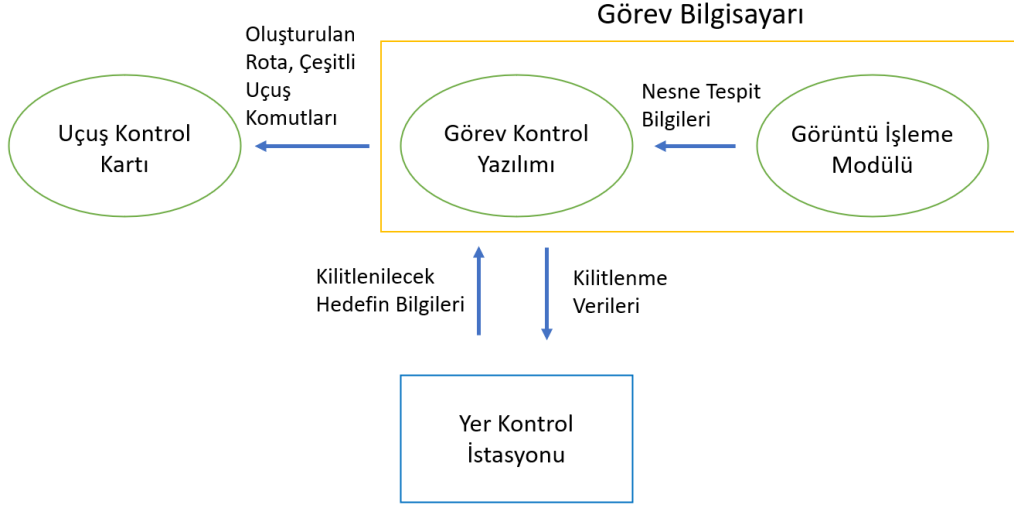 Görev Bilgisayarı
Oluşturulan
Rota, Çeşitli
Uçuş
Komutları
Uçuş Kontrol
Kartı
Görev Kontrol
Yazılımı
Nesne Tespit
Bilgileri
Görüntü İşleme
Modülü
Kilitlenilecek
Hedefin Bilgileri
Kilitlenme
Verileri
Yer Kontrol
İstasyonu